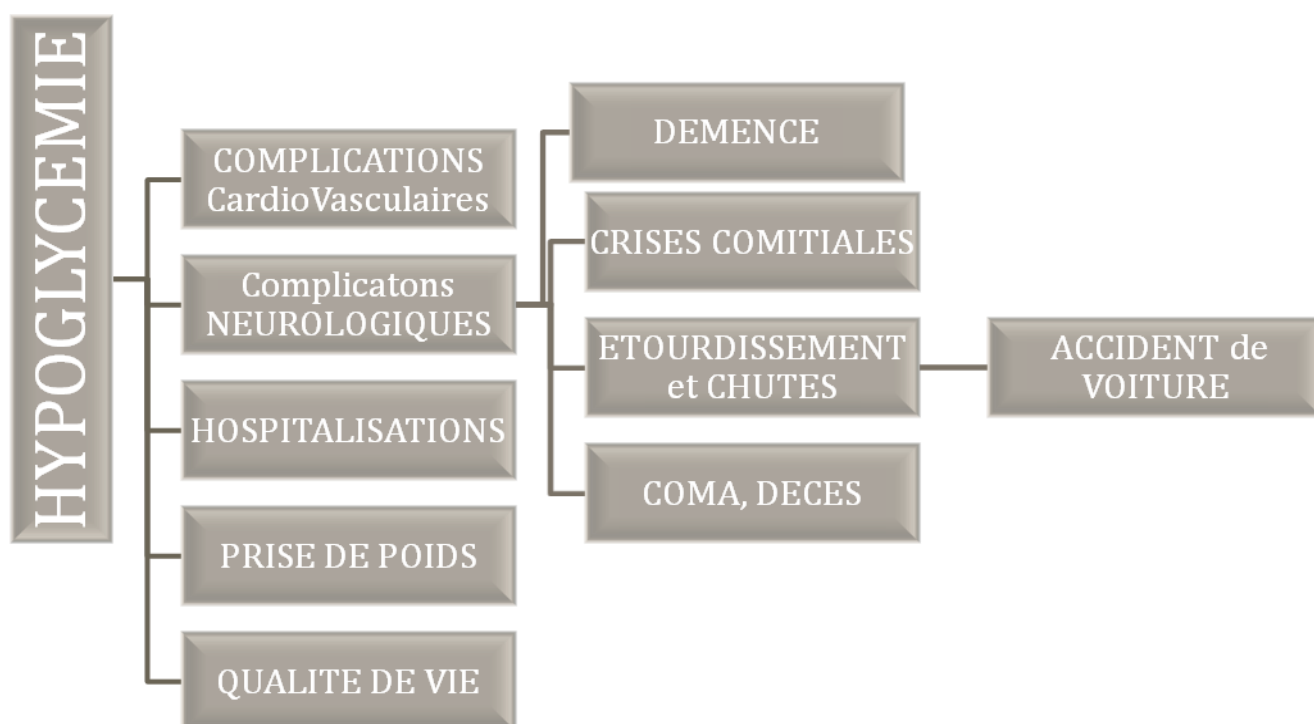 HYPOGLYCEMIE
COMPLICATIONS
CardioVasculaires
Complicatons
NEUROLOGIQUES
HOSPITALISATIONS
PRISE DE POIDS
QUALITE DE VIE
DEMENCE
CRISES COMITIALES
ETOURDISSEMENT
et CHUTES
COMA, DECES
ACCIDENT de
VOITURE